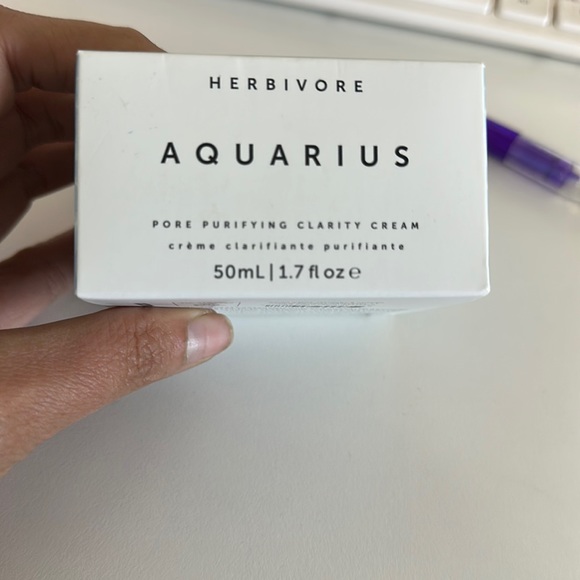 HERBIVORE
AQUARIUS
PORE PURIFYING CLARITY CREAM
crème clarifiante purifiante
50mL | 1.7 fl oz ℮